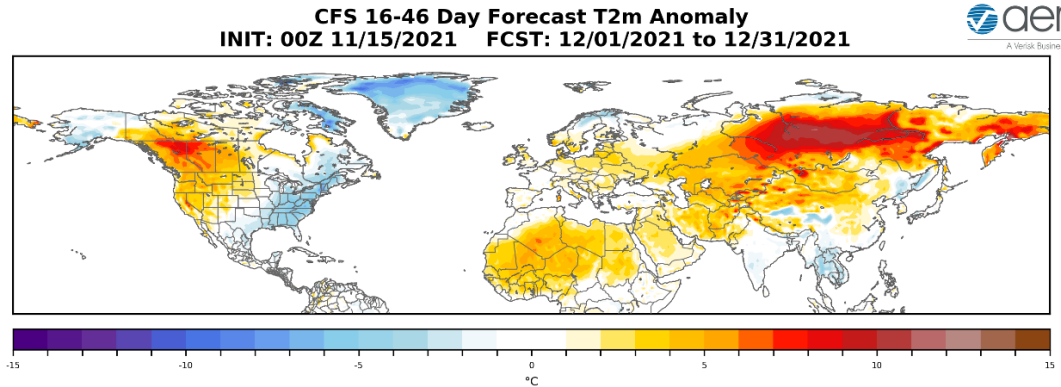 CFS 16-46 Day Forecast T2m Anomaly
INIT: 00Z 11/15/2021 FCST: 12/01/2021 to 12/31/2021
aer
A Verisk Busine
-15 -10 -5 0 5 10 15
°C